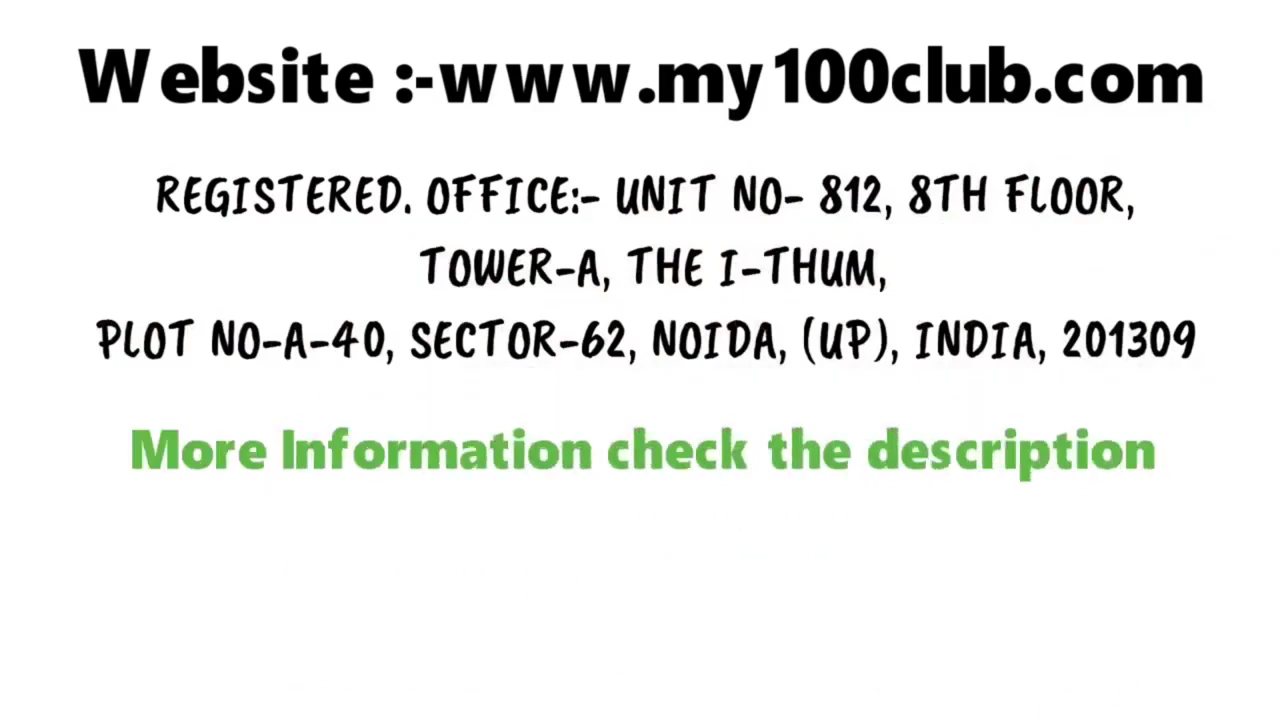 Website :-www.my100club.com
REGISTERED. OFFICE:- UNIT NO- 812, 8TH FLOOR,
TOWER-A, THE I-THUM,
PLOT NO-A-40, SECTOR-62, NOIDA, (UP), INDIA, 201309
More Information check the description